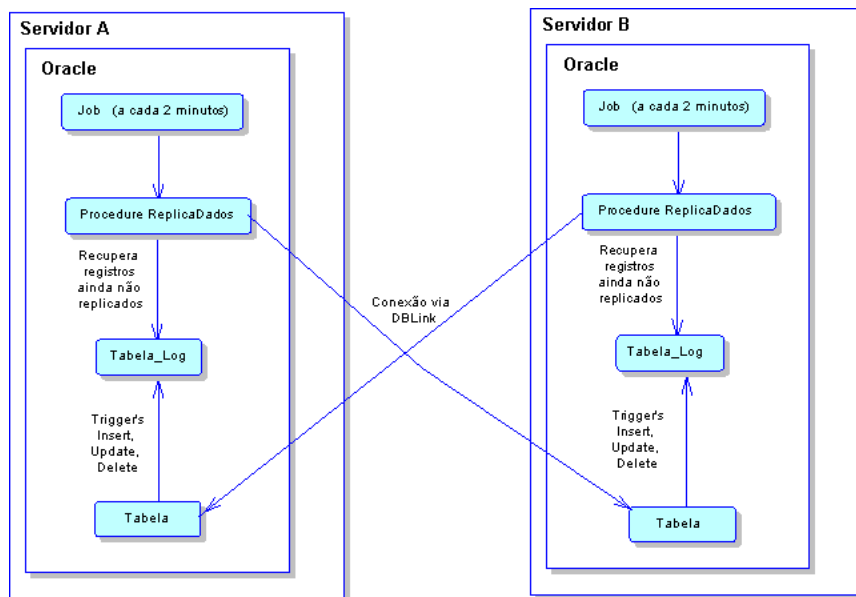 Servidor A
Oracle
Job (a cada 2 minutos)
Procedure ReplicaDados
Recupera
registros
ainda não
replicados
Tabela_Log
Trigger's
Insert,
Update,
Delete
Tabela
Conexão via
DBLink
Servidor B
Oracle
Job (a cada 2 minutos)
Procedure ReplicaDados
Recupera
registros
ainda não
replicados
Tabela_Log
Trigger's
Insert,
Update,
Delete
Tabela